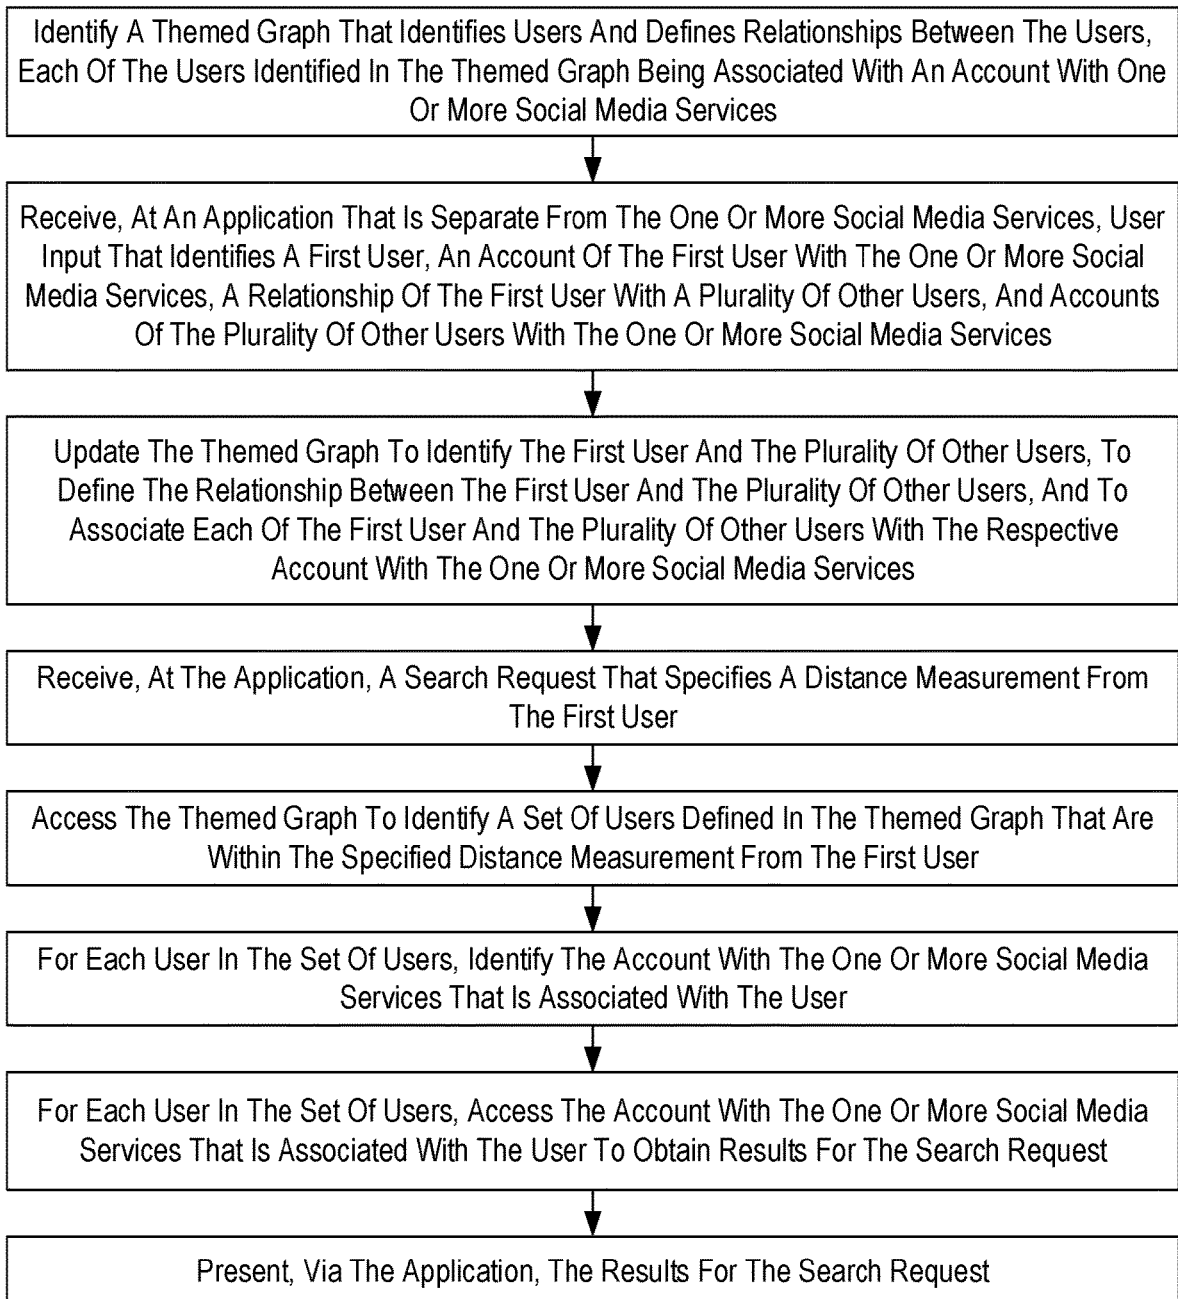 Identify A Themed Graph That Identifies Users And Defines Relationships Between The Users,
Each Of The Users Identified In The Themed Graph Being Associated With An Account With One
Or More Social Media Services
Receive, At An Application That Is Separate From The One Or More Social Media Services, User
Input That Identifies A First User, An Account Of The First User With The One Or More Social
Media Services, A Relationship Of The First User With A Plurality Of Other Users, And Accounts
Of The Plurality Of Other Users With The One Or More Social Media Services
Update The Themed Graph To Identify The First User And The Plurality Of Other Users, To
Define The Relationship Between The First User And The Plurality Of Other Users, And To
Associate Each Of The First User And The Plurality Of Other Users With The Respective
Account With The One Or More Social Media Services
Receive, At The Application, A Search Request That Specifies A Distance Measurement From
The First User
Access The Themed Graph To Identify A Set Of Users Defined In The Themed Graph That Are
Within The Specified Distance Measurement From The First User
For Each User In The Set Of Users, Identify The Account With The One Or More Social Media
Services That Is Associated With The User
For Each User In The Set Of Users, Access The Account With The One Or More Social Media
Services That Is Associated With The User To Obtain Results For The Search Request
Present, Via The Application, The Results For The Search Request